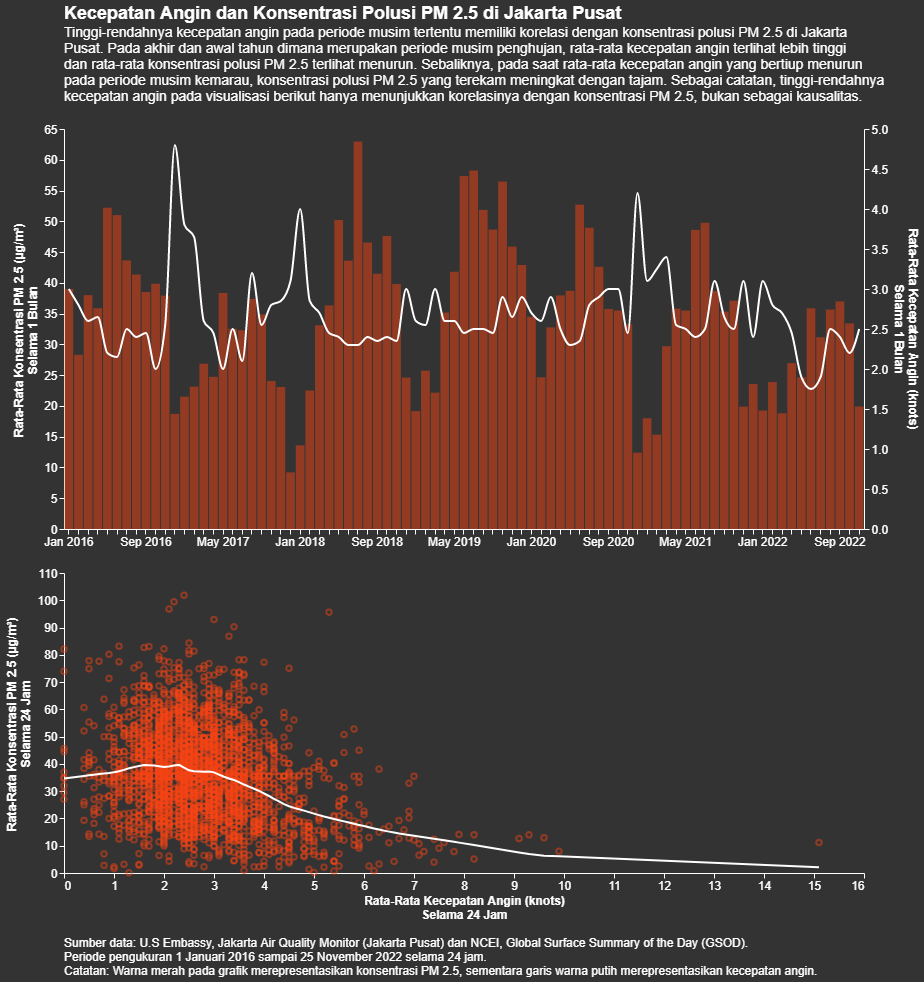 Kecepatan Angin dan Konsentrasi Polusi PM 2.5 di Jakarta Pusat
Tinggi-rendahnya kecepatan angin pada periode musim tertentu memiliki korelasi dengan konsentrasi polusi PM 2.5 di Jakarta
Pusat. Pada akhir dan awal tahun dimana merupakan periode musim penghujan, rata-rata kecepatan angin terlihat lebih tinggi
dan rata-rata konsentrasi polusi PM 2.5 terlihat menurun. Sebaliknya, pada saat rata-rata kecepatan angin yang bertiup menurun
pada periode musim kemarau, konsentrasi polusi PM 2.5 yang terekam meningkat dengan tajam. Sebagai catatan, tinggi-rendahnya
kecepatan angin pada visualisasi berikut hanya menunjukkan korelasinya dengan konsentrasi PM 2.5, bukan sebagai kausalitas.
Rata-Rata Konsentrasi PM 2.5 (µg/m³)
Selama 1 Bulan
65
60
55
50
45
40
35
30
25
20
15
10
5
0
5.0
4.5
4.0
3.5
3.0
2.5
2.0
1.5
1.0
0.5
0.0
Rata-Rata Kecepatan Angin (knots)
Selama 1 Bulan
Jan 2016 Sep 2016 May 2017 Jan 2018 Sep 2018 May 2019 Jan 2020 Sep 2020 May 2021 Jan 2022 Sep 2022
Rata-Rata Konsentrasi PM 2.5 (µg/m³)
Selama 24 Jam
110
100
90
80
70
60
50
40
30
20
10
0
0 1 2 3 4 5 6 7 8 9 10 11 12 13 14 15 16
Rata-Rata Kecepatan Angin (knots)
Selama 24 Jam
Sumber data: U.S Embassy, Jakarta Air Quality Monitor (Jakarta Pusat) dan NCEI, Global Surface Summary of the Day (GSOD).
Periode pengukuran 1 Januari 2016 sampai 25 November 2022 selama 24 jam.
Catatan: Warna merah pada grafik merepresentasikan konsentrasi PM 2.5, sementara garis warna putih merepresentasikan kecepatan angin.